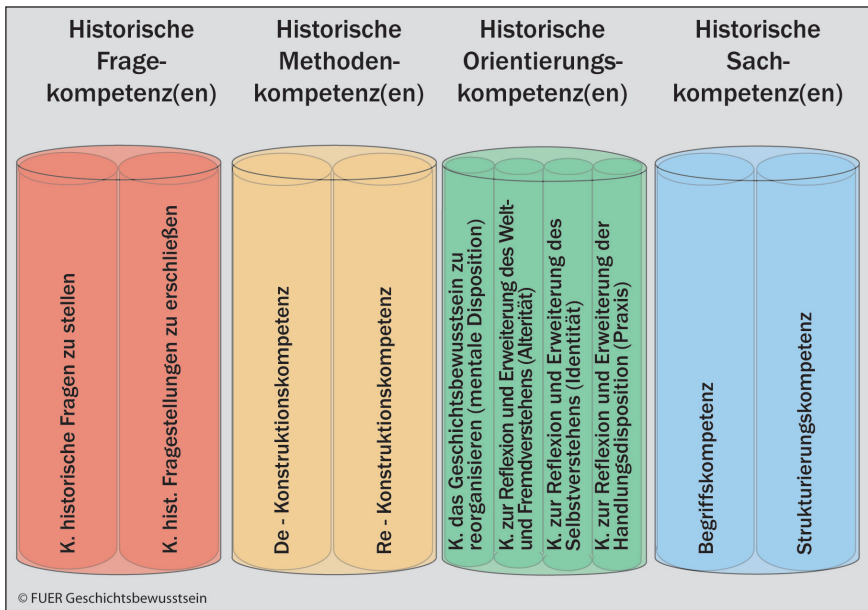 Historische
Frage-
kompetenz(en)
Historische
Methoden-
kompetenz(en)
Historische
Orientierungs-
kompetenz(en)
Historische
Sach-
kompetenz(en)
K. historische Fragen zu stellen
K. hist. Fragestellungen zu erschließen
De - Konstruktionskompetenz
Re - Konstruktionskompetenz
K. das Geschichtsbewusstsein zu
reorganisieren (mentale Disposition)
K. zur Reflexion und Erweiterung des Welt-
und Fremdverstehens (Alterität)
K. zur Reflexion und Erweiterung des
Selbstverstehens (Identität)
K. zur Reflexion und Erweiterung der
Handlungsdisposition (Praxis)
Begriffskompetenz
Strukturierungskompetenz
© FUER Geschichtsbewusstsein